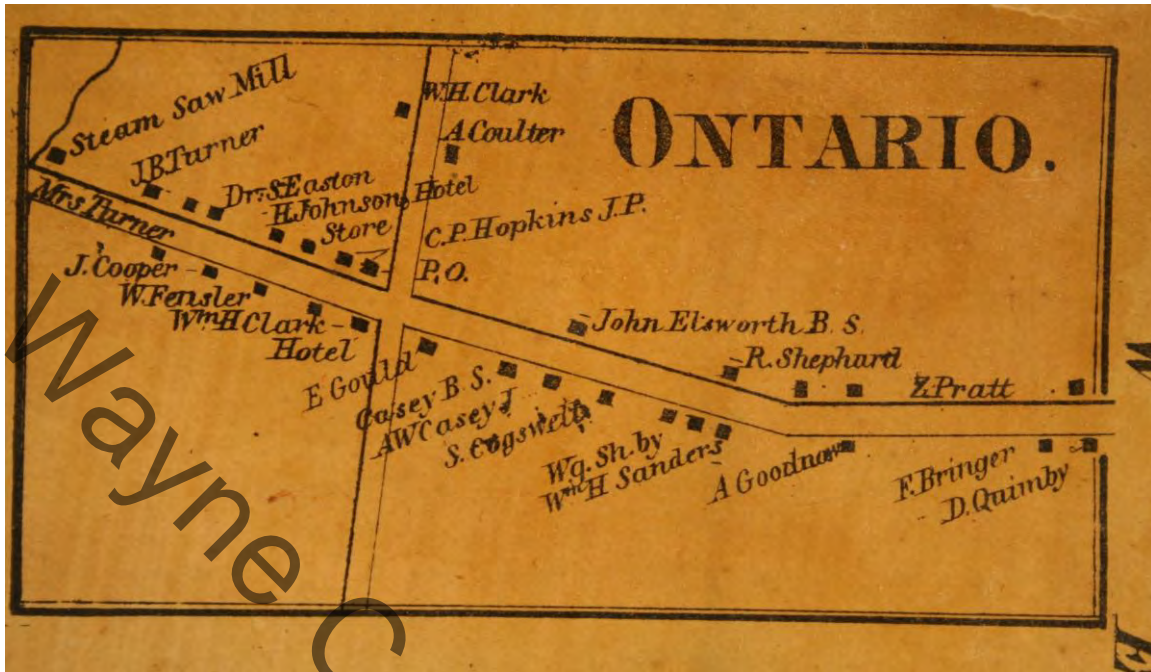 ONTARIO.
Steam Saw Mill
J.B. Turner
Dr. S. Easton
H. Johnson, Hotel
Store
W.H. Clark
A Coulter
C.P. Hopkins J.P.
P.O.
Mrs Turner
J. Cooper
W. Fensler
Wm H Clark
Hotel
E Gould
Casey B. S.
A W Casey J
S. Cogswell
Wg. Sh. by
Wm H Sanders
A Goodnow
John Elsworth B. S.
R. Shephard
Z. Pratt
F. Bringer
D. Quimby
Wayne C